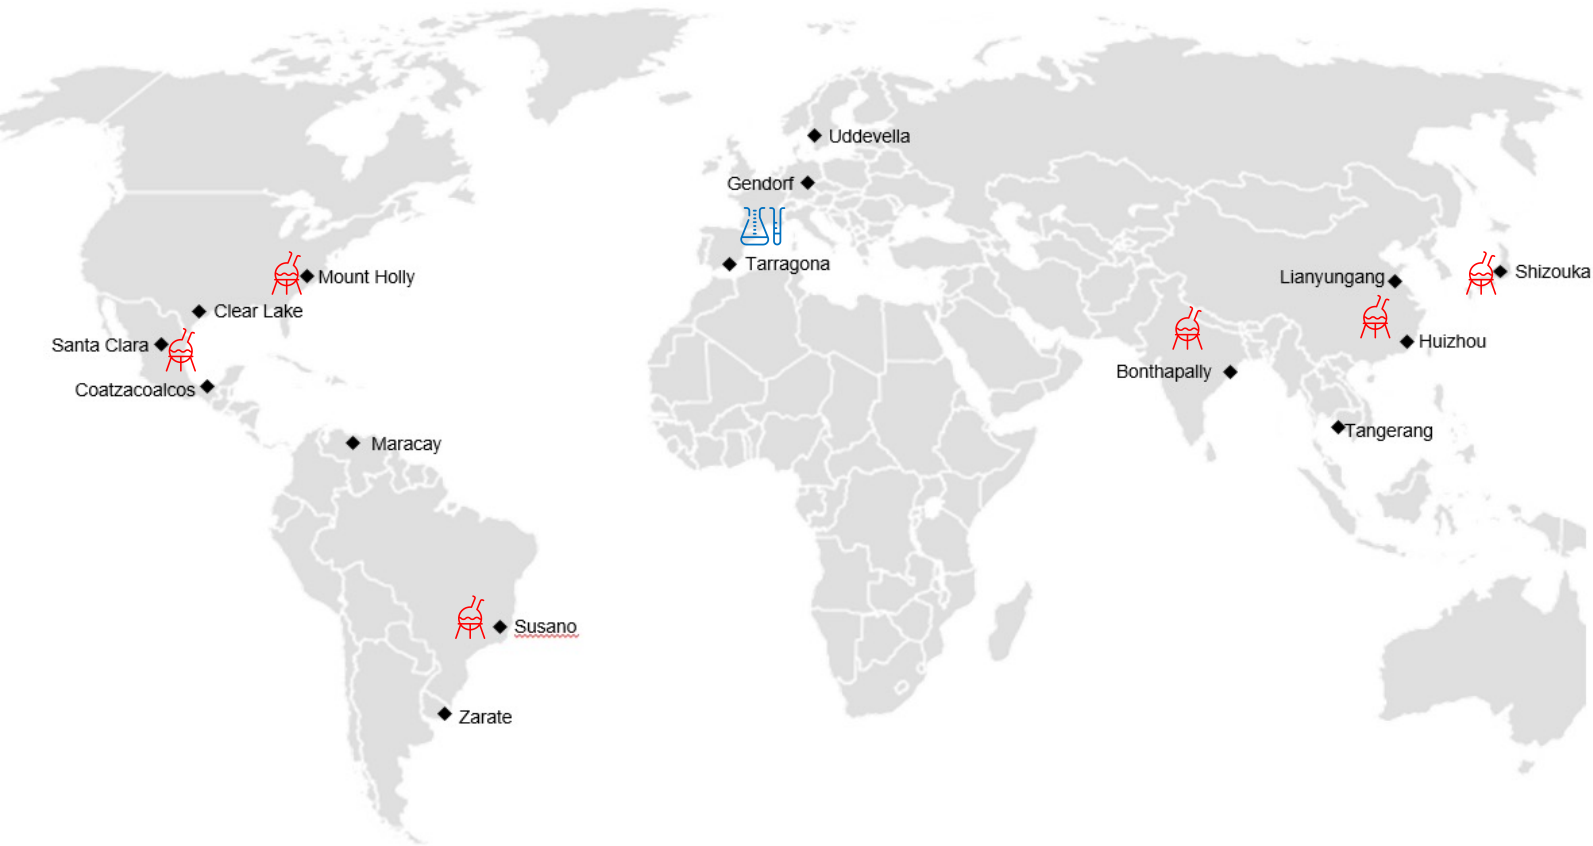 Uddevella
Gendorf
Tarragona
Mount Holly
Lianyungang
Shizouka
Clear Lake
Santa Clara
Huizhou
Bonthapally
Coatzacoalcos
Tangerang
Maracay
Susano
Zarate